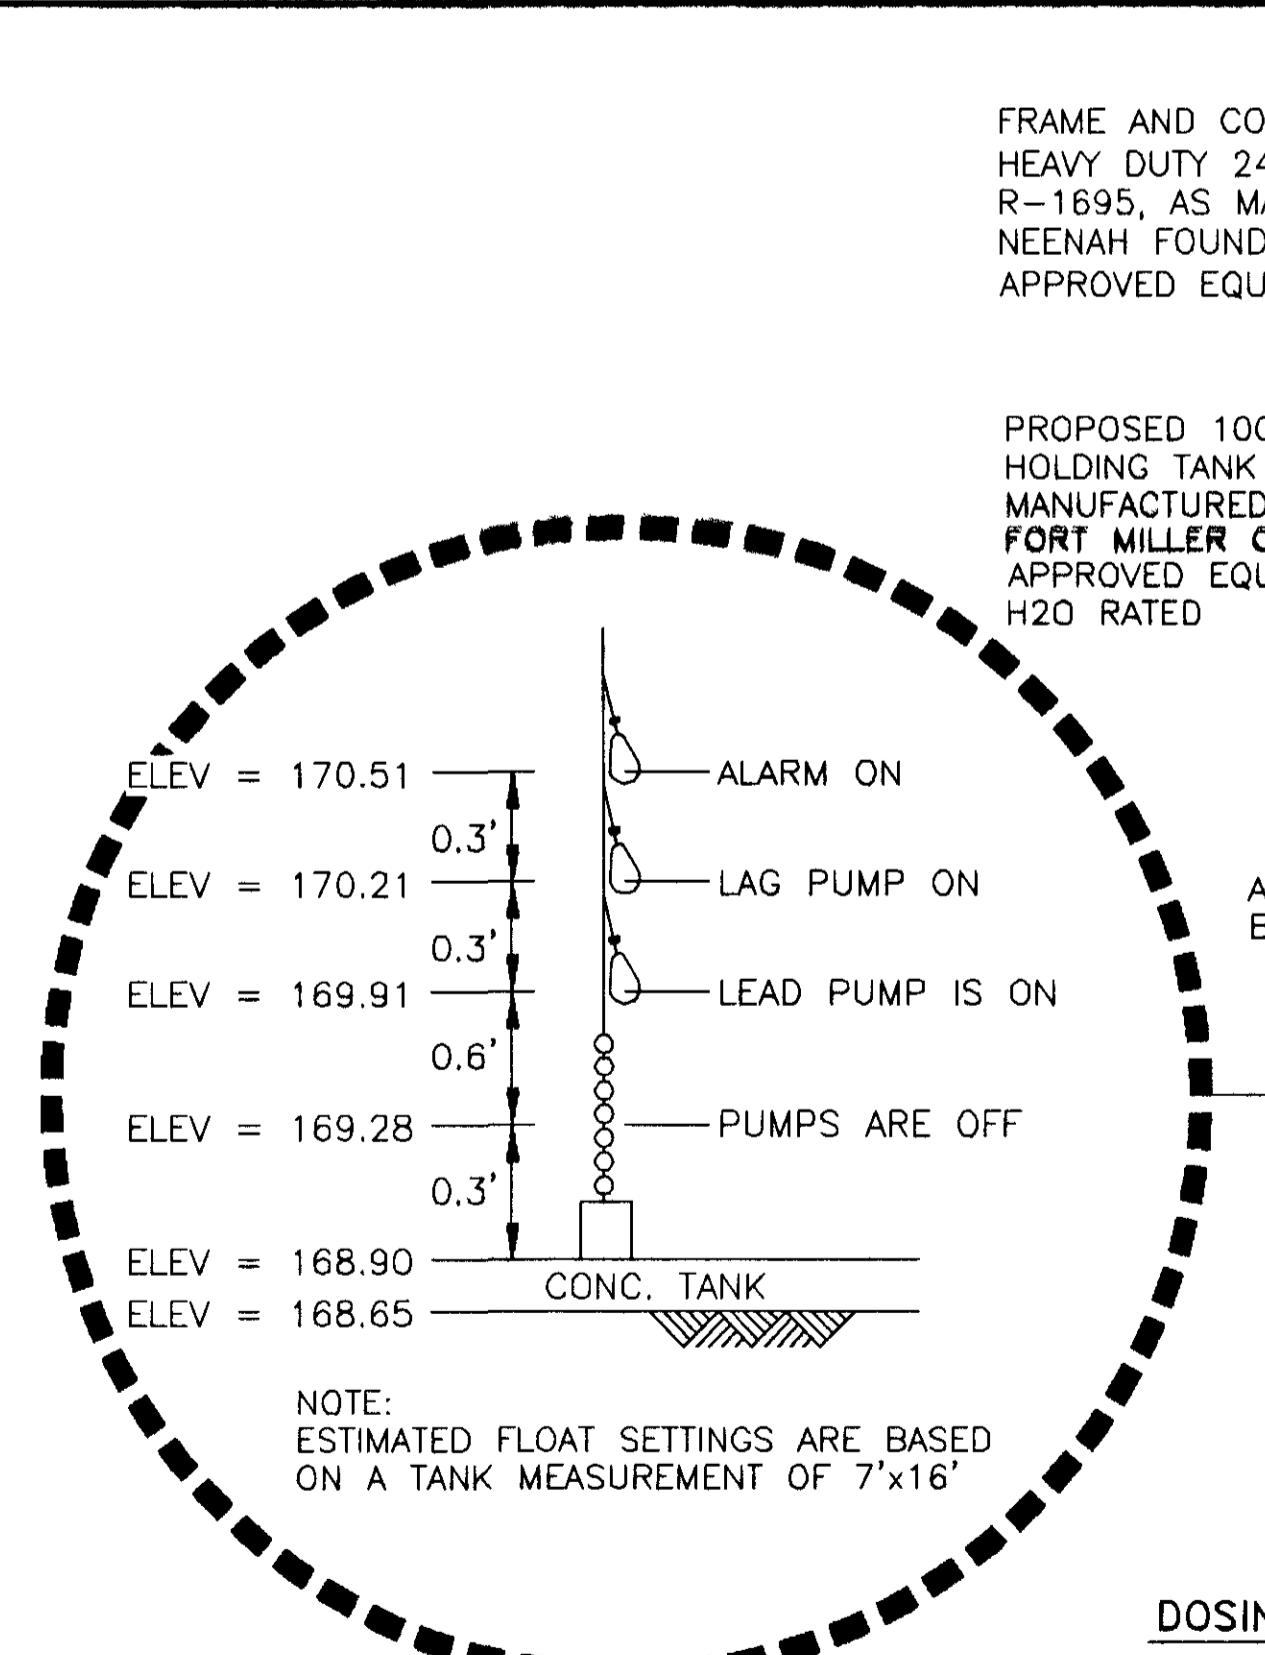 FRAME AND CO
HEAVY DUTY 24
R-1695, AS MA
NEENAH FOUND
APPROVED EQU
PROPOSED 100
HOLDING TANK
MANUFACTURED
FORT MILLER C
APPROVED EQU
H2O RATED
ELEV = 170.51
ALARM ON
0.3'
ELEV = 170.21
LAG PUMP ON
0.3'
ELEV = 169.91
LEAD PUMP IS ON
0.6'
ELEV = 169.28
PUMPS ARE OFF
0.3'
ELEV = 168.90
CONC. TANK
ELEV = 168.65
NOTE:
ESTIMATED FLOAT SETTINGS ARE BASED
ON A TANK MEASUREMENT OF 7'x16'
DOSIN